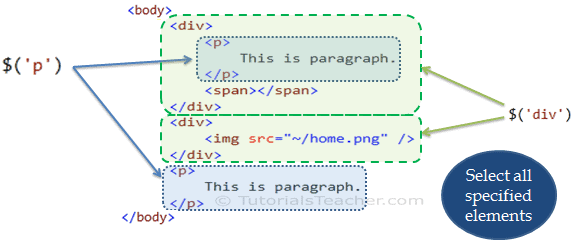 <body>
<div>
<p>
This is paragraph.
</p>
<span></span>
</div>
<div>
<img src="~/home.png" />
</div>
<p>
This is paragraph.
</p>
</body>
$('p')
$('div')
Select all
specified
elements
© TutorialsTeacher.com